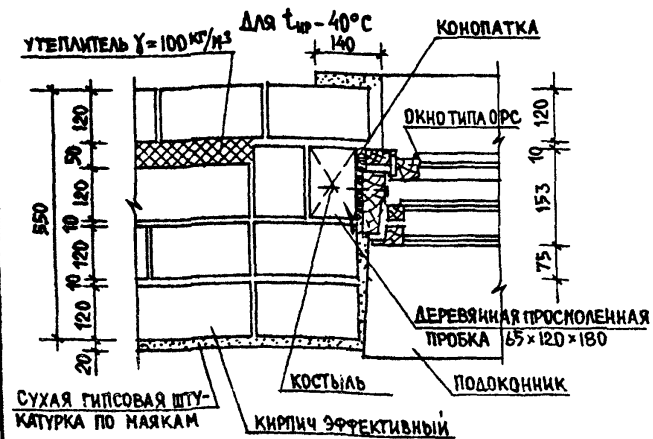 Для tнр-40°С
УТЕПЛИТЕЛЬ γ=100 кг/м³
140
КОНОПАТКА
ОКНО ТИПА ОРС
120
50
120
10
120
10
120
20
550
120
10
153
75
ДЕРЕВЯННАЯ ПРОСМОЛЕННАЯ
ПРОБКА 65×120×180
СУХАЯ ГИПСОВАЯ ШТУ-
КАТУРКА ПО МАЯКАМ
КОСТЫЛЬ
ПОДОКОННИК
КИРПИЧ ЭФФЕКТИВНЫЙ